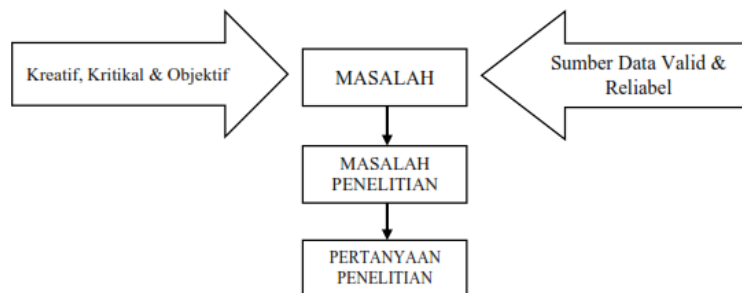 Kreatif, Kritikal & Objektif
MASALAH
Sumber Data Valid &
Reliabel
MASALAH
PENELITIAN
PERTANYAAN
PENELITIAN